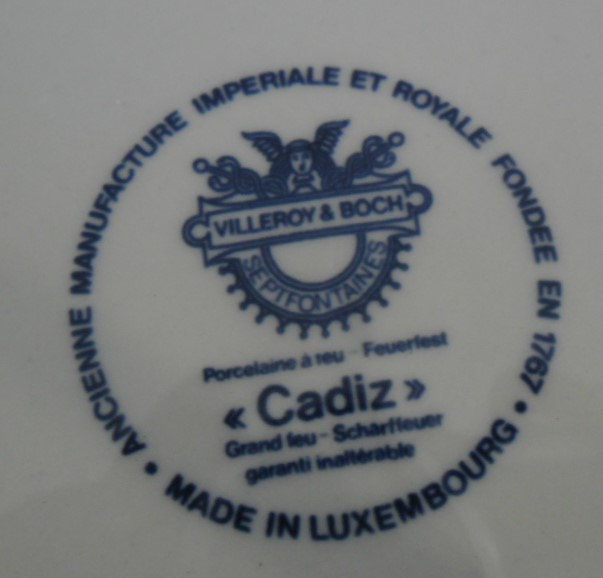 ANCIENNE MANUFACTURE IMPERIALE ET ROYALE FONDEE EN 1767
VILLEROY & BOCH
SEPTFONTAINES
Porcelaine à feu - Feuerfest
« Cadiz »
Grand feu - Scharffeuer
garanti inaltérable
• MADE IN LUXEMBOURG •